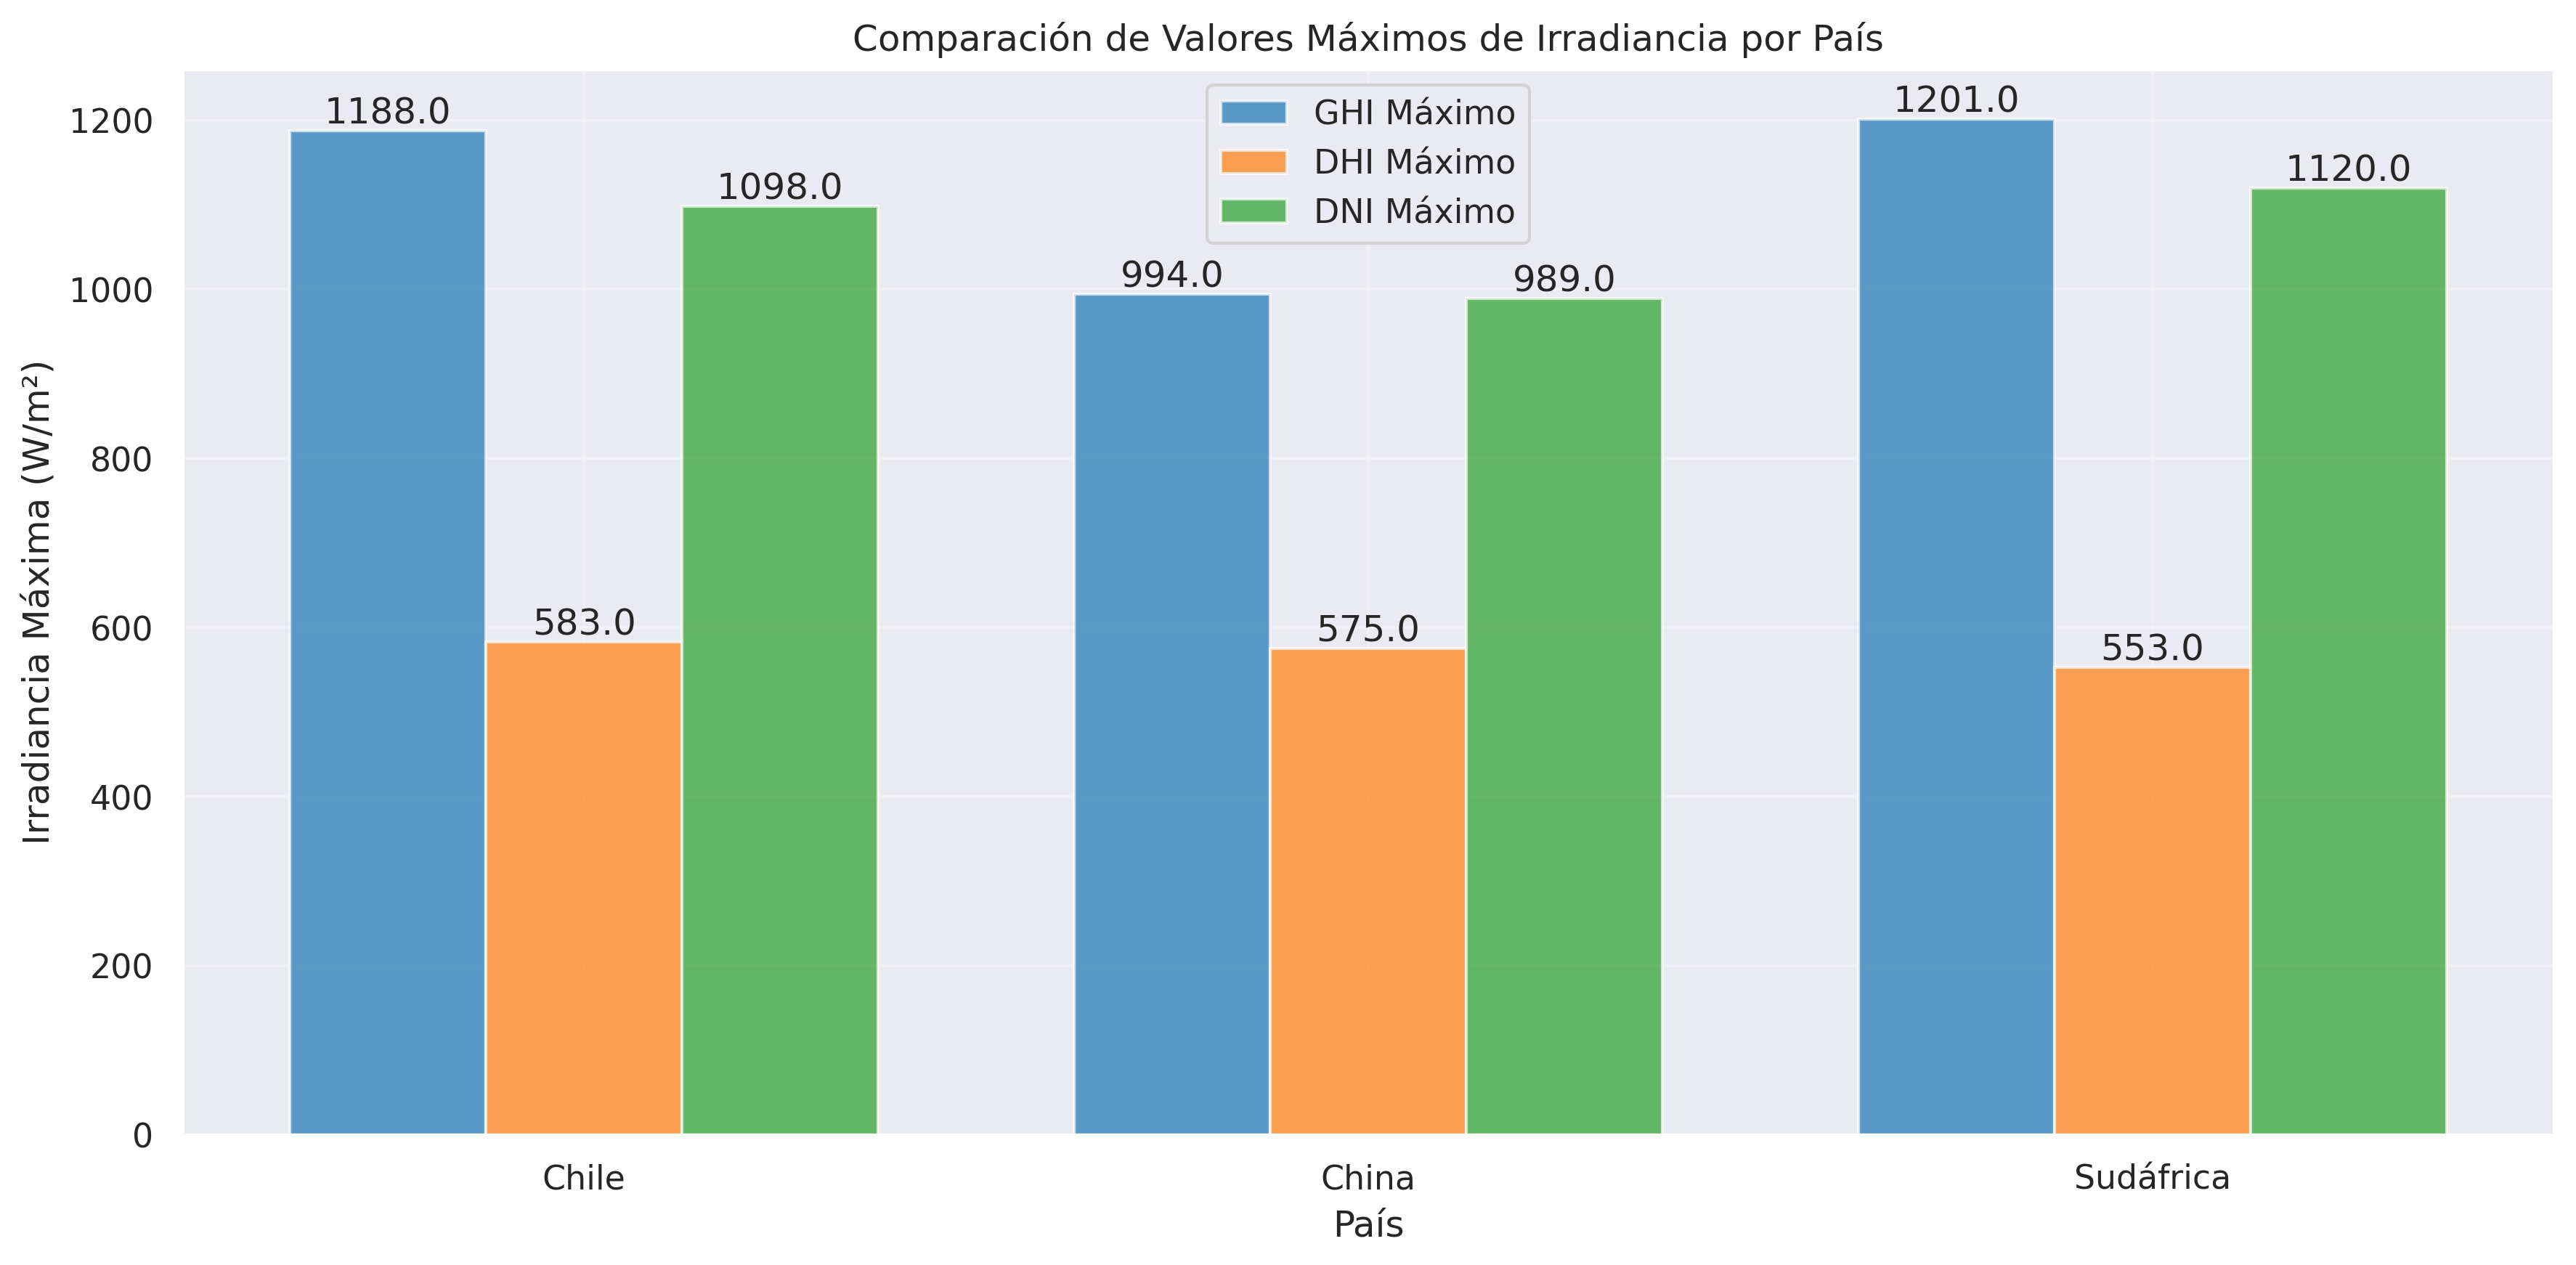 Comparación de Valores Máximos de Irradiancia por País
GHI Máximo
DHI Máximo
DNI Máximo
Irradiancia Máxima (W/m²)
1200
1000
800
600
400
200
0
1188.0
583.0
1098.0
994.0
575.0
989.0
1201.0
553.0
1120.0
Chile
China
Sudáfrica
País